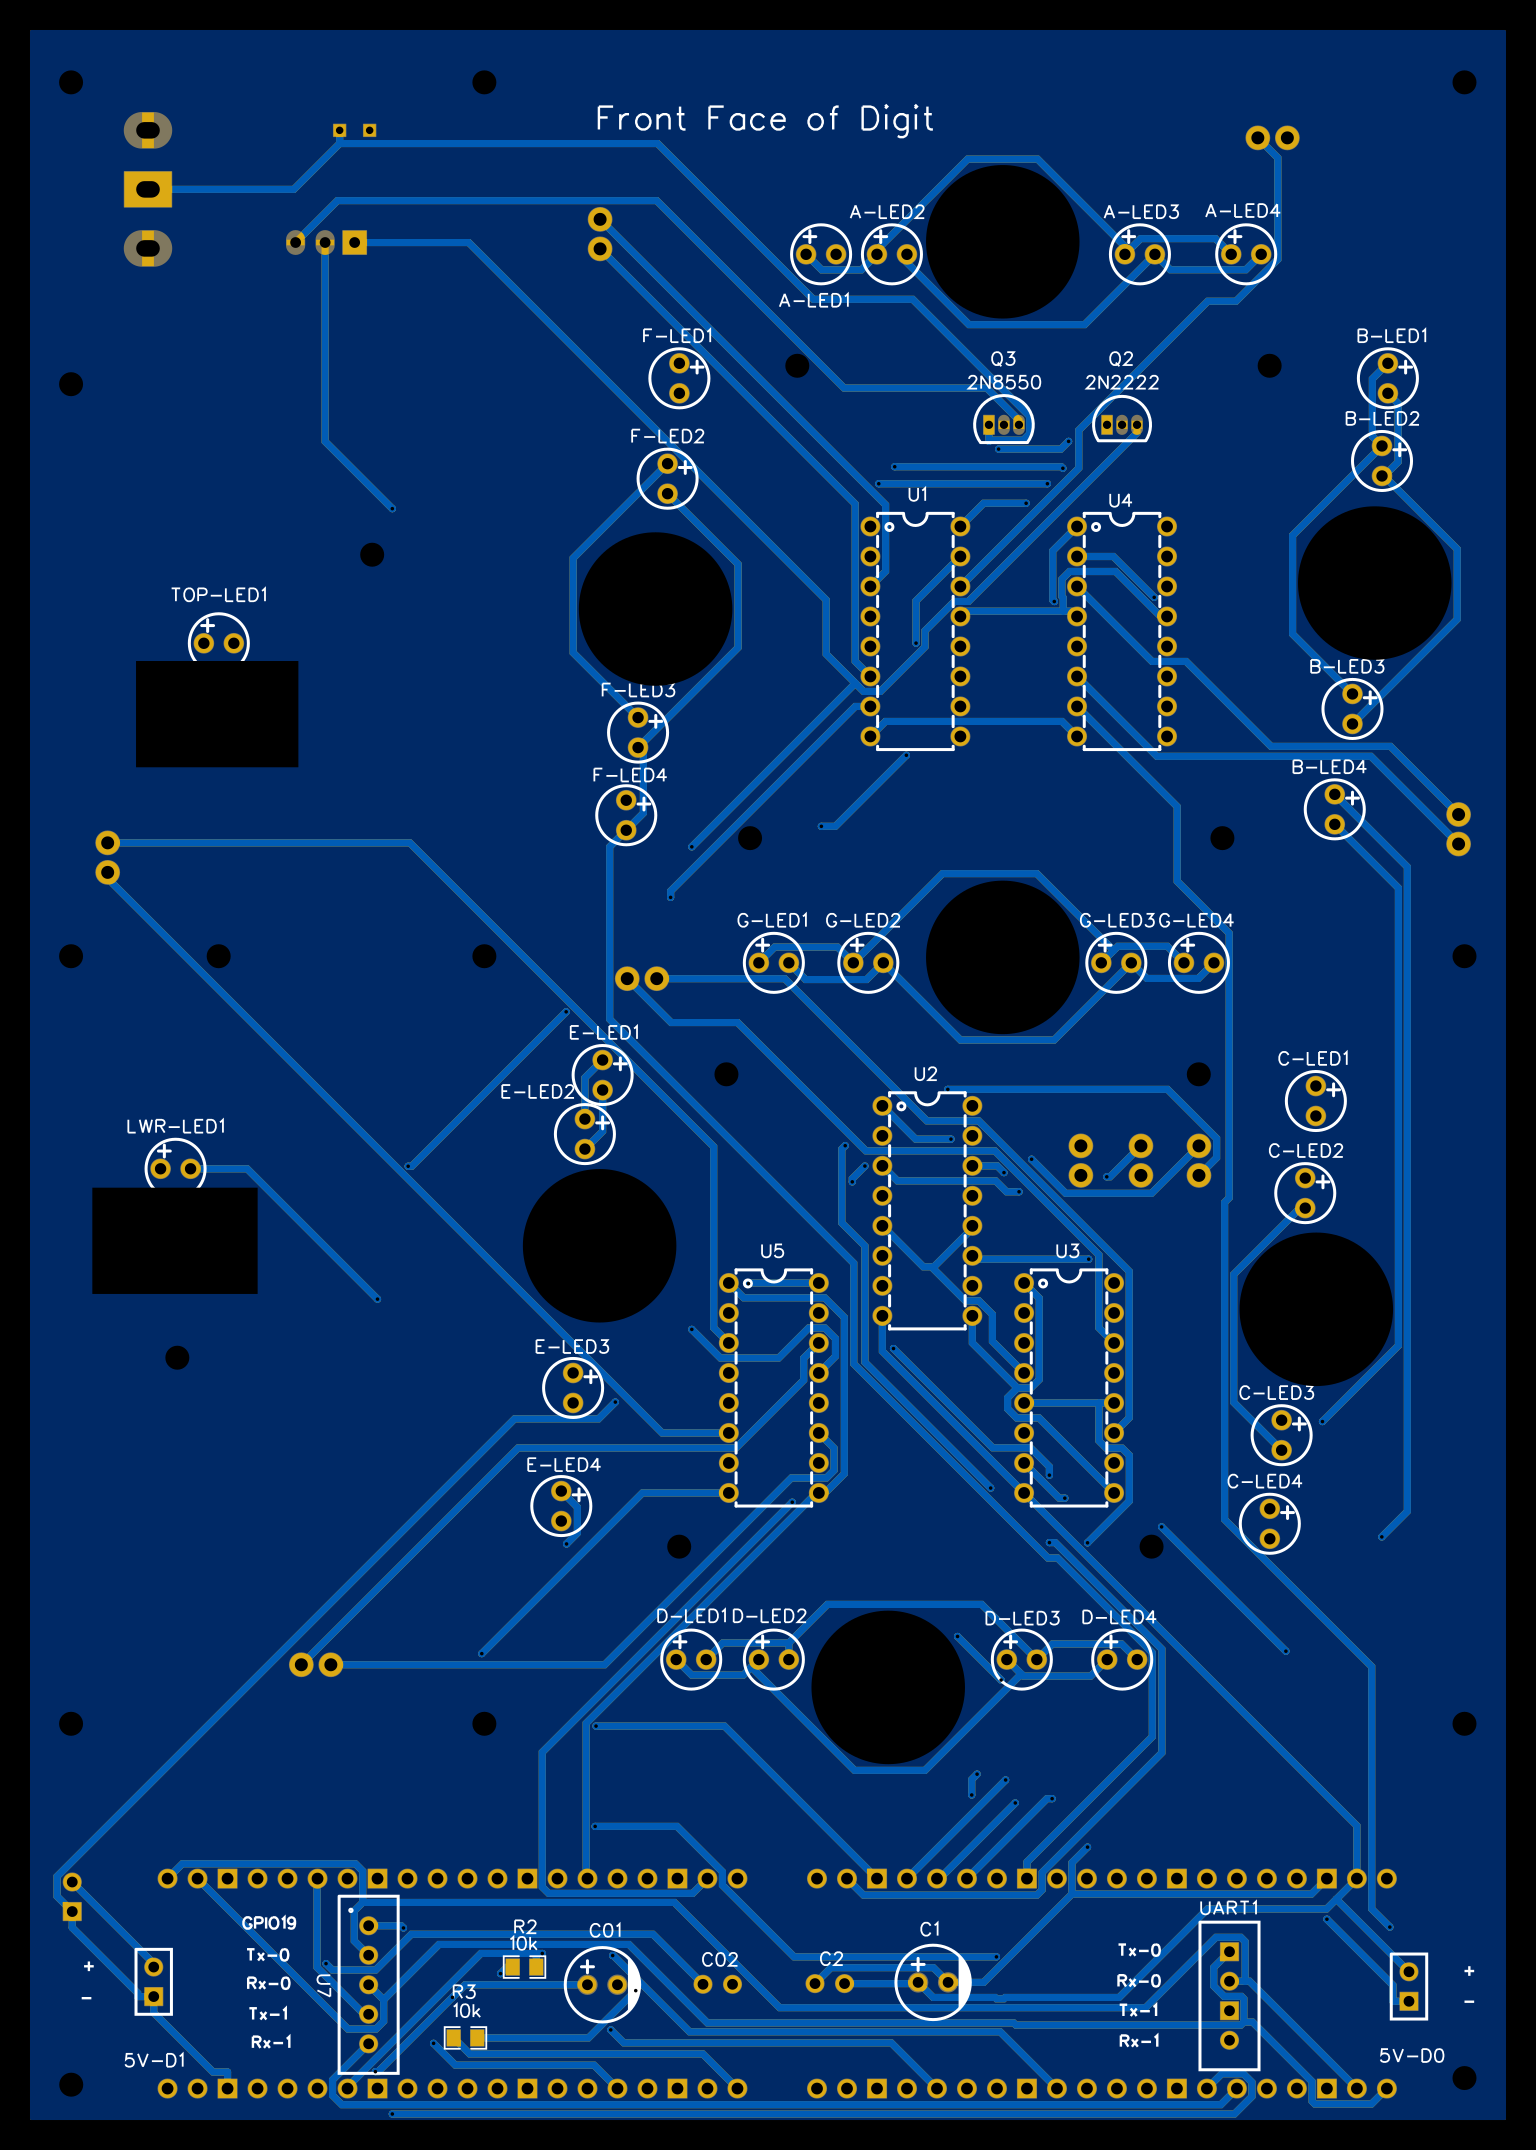 Front Face of Digit
A-LED2
A-LED3
A-LED4
A-LED1
F-LED1
Q3
Q2
B-LED1
2N8550
2N2222
B-LED2
F-LED2
U1
U4
TOP-LED1
B-LED3
F-LED3
F-LED4
B-LED4
G-LED1
G-LED2
G-LED3
G-LED4
E-LED1
C-LED1
U2
E-LED2
LWR-LED1
C-LED2
U5
U3
E-LED3
C-LED3
E-LED4
C-LED4
D-LED1
D-LED2
D-LED3
D-LED4
GPIO19
R2
CO1
C1
UART1
10k
Tx-0
Tx-0
+
Rx-0
U7
R3
CO2
C2
Rx-0
+
-
Tx-1
10k
Tx-1
-
Rx-1
Rx-1
5V-D1
5V-D0